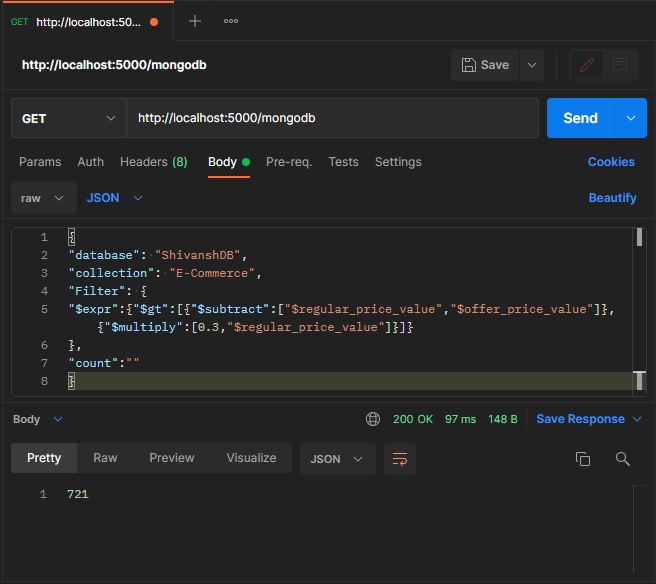 GET http://localhost:50...
http://localhost:5000/mongodb
Save
GET http://localhost:5000/mongodb Send
Params Auth Headers (8) Body Pre-req. Tests Settings Cookies
raw JSON Beautify
1 {
2 "database": "ShivanshDB",
3 "collection": "E-Commerce",
4 "Filter": {
5 "$expr":{"$gt":[{"$subtract":["$regular_price_value","$offer_price_value"]},
{"$multiply":[0.3,"$regular_price_value"]}]}
6 },
7 "count":""
8 }
Body 200 OK 97 ms 148 B Save Response
Pretty Raw Preview Visualize JSON
1 721